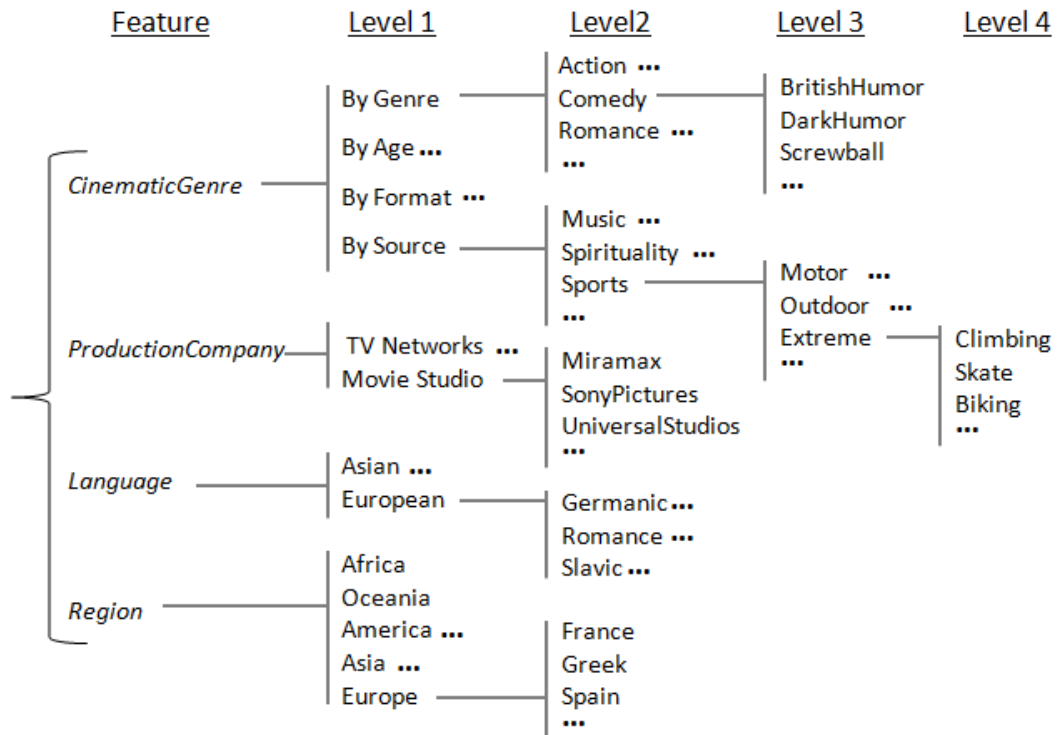 Feature Level 1 Level2 Level 3 Level 4
CinematicGenre
By Genre
By Age ...
By Format ...
By Source
Action ...
Comedy
Romance ...
...
BritishHumor
DarkHumor
Screwball
...
Music ...
Spirituality ...
Sports
...
Motor ...
Outdoor ...
Extreme
...
Climbing
Skate
Biking
...
ProductionCompany
TV Networks ...
Movie Studio
Miramax
SonyPictures
UniversalStudios
...
Language
Asian ...
European
Germanic ...
Romance ...
Slavic ...
Region
Africa
Oceania
America ...
Asia ...
Europe
France
Greek
Spain
...